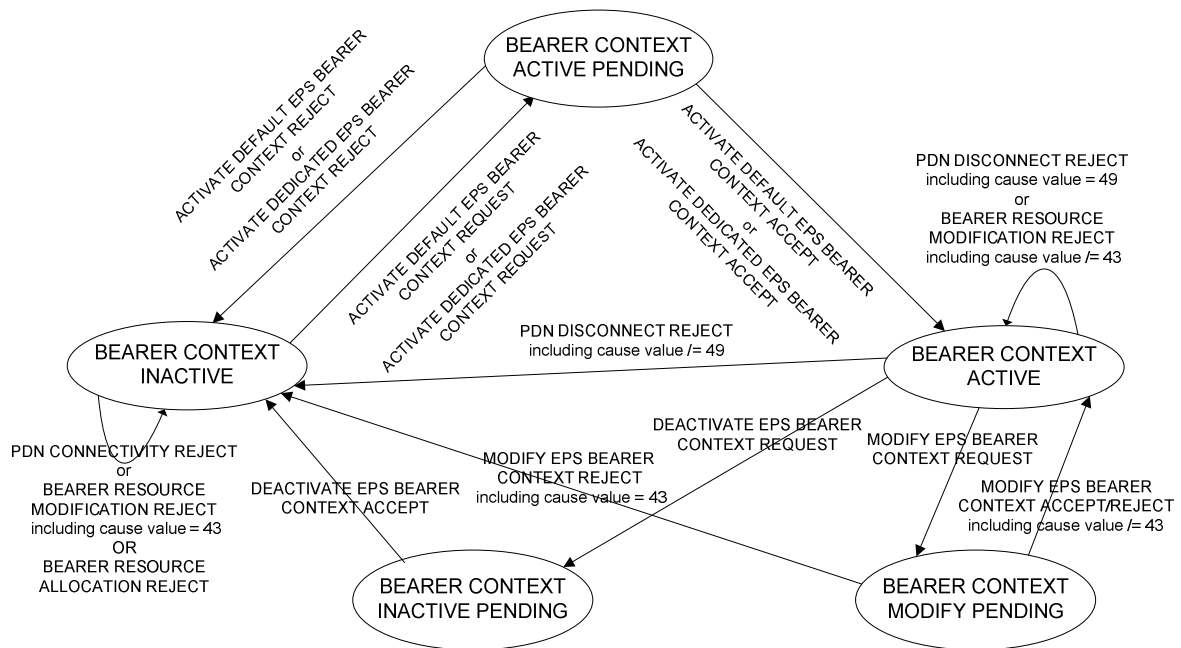 BEARER CONTEXT
ACTIVE PENDING
ACTIVATE DEFAULT EPS BEARER
CONTEXT REJECT
or
ACTIVATE DEDICATED EPS BEARER
CONTEXT REJECT
ACTIVATE DEFAULT EPS BEARER
CONTEXT REQUEST
or
ACTIVATE DEDICATED EPS BEARER
CONTEXT REQUEST
ACTIVATE DEFAULT EPS BEARER
CONTEXT ACCEPT
or
ACTIVATE DEDICATED EPS BEARER
CONTEXT ACCEPT
PDN DISCONNECT REJECT
including cause value = 49
or
BEARER RESOURCE
MODIFICATION REJECT
including cause value /= 43
BEARER CONTEXT
INACTIVE
PDN DISCONNECT REJECT
including cause value /= 49
BEARER CONTEXT
ACTIVE
PDN CONNECTIVITY REJECT
or
BEARER RESOURCE
MODIFICATION REJECT
including cause value = 43
OR
BEARER RESOURCE
ALLOCATION REJECT
DEACTIVATE EPS BEARER
CONTEXT ACCEPT
MODIFY EPS BEARER
CONTEXT REJECT
including cause value = 43
DEACTIVATE EPS BEARER
CONTEXT REQUEST
MODIFY EPS BEARER
CONTEXT REQUEST
MODIFY EPS BEARER
CONTEXT ACCEPT/REJECT
including cause value /= 43
BEARER CONTEXT
INACTIVE PENDING
BEARER CONTEXT
MODIFY PENDING